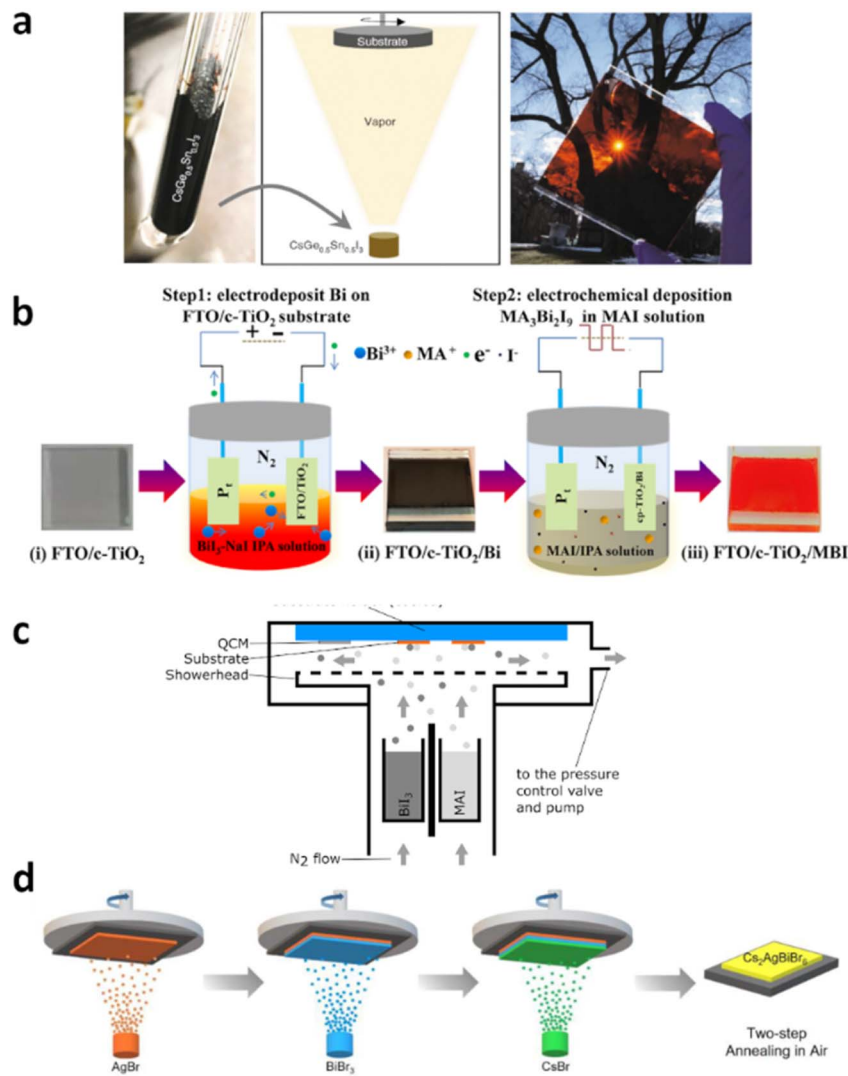 a
CsGe0.5Sn0.5I3
Substrate
Vapor
CsGe0.5Sn0.5I3
b
Step1: electrodeposit Bi on
FTO/c-TiO2 substrate
Step2: electrochemical deposition
MA3Bi2I9 in MAI solution
+ -
Bi3+ MA+ e- · I-
N2
Pt
FTO/TiO2
BiI3-NaI IPA solution
N2
Pt
cp-TiO2/Bi
MAI/IPA solution
(i) FTO/c-TiO2
(ii) FTO/c-TiO2/Bi
(iii) FTO/c-TiO2/MBI
c
QCM
Substrate
Showerhead
BiI3
MAI
to the pressure
control valve
and pump
N2 flow
d
AgBr
BiBr3
CsBr
Cs2AgBiBr6
Two-step
Annealing in Air